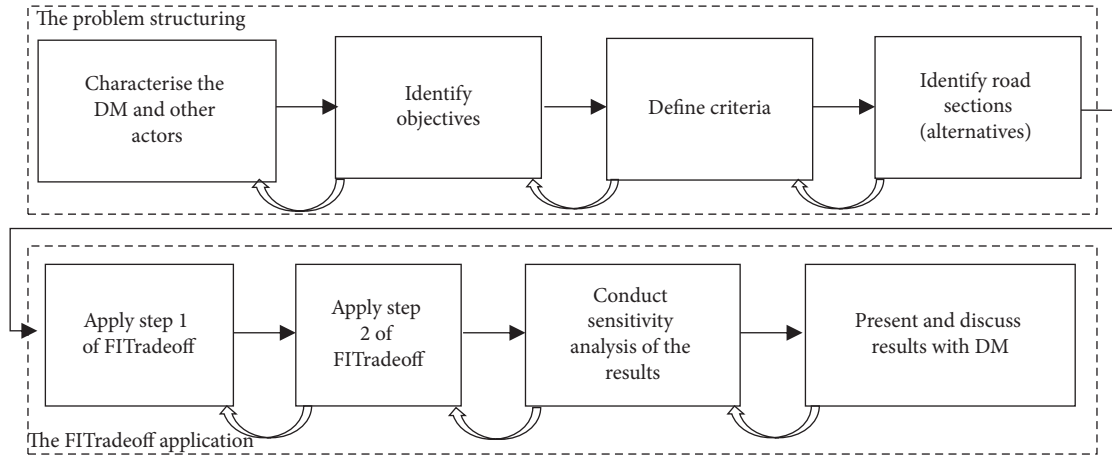 The problem structuring
Characterise the
DM and other
actors
Identify
objectives
Define criteria
Identify road
sections
(alternatives)
Apply step 1
of FITradeoff
Apply step
2 of
FITradeoff
Conduct
sensitivity
analysis of the
results
Present and discuss
results with DM
The FITradeoff application